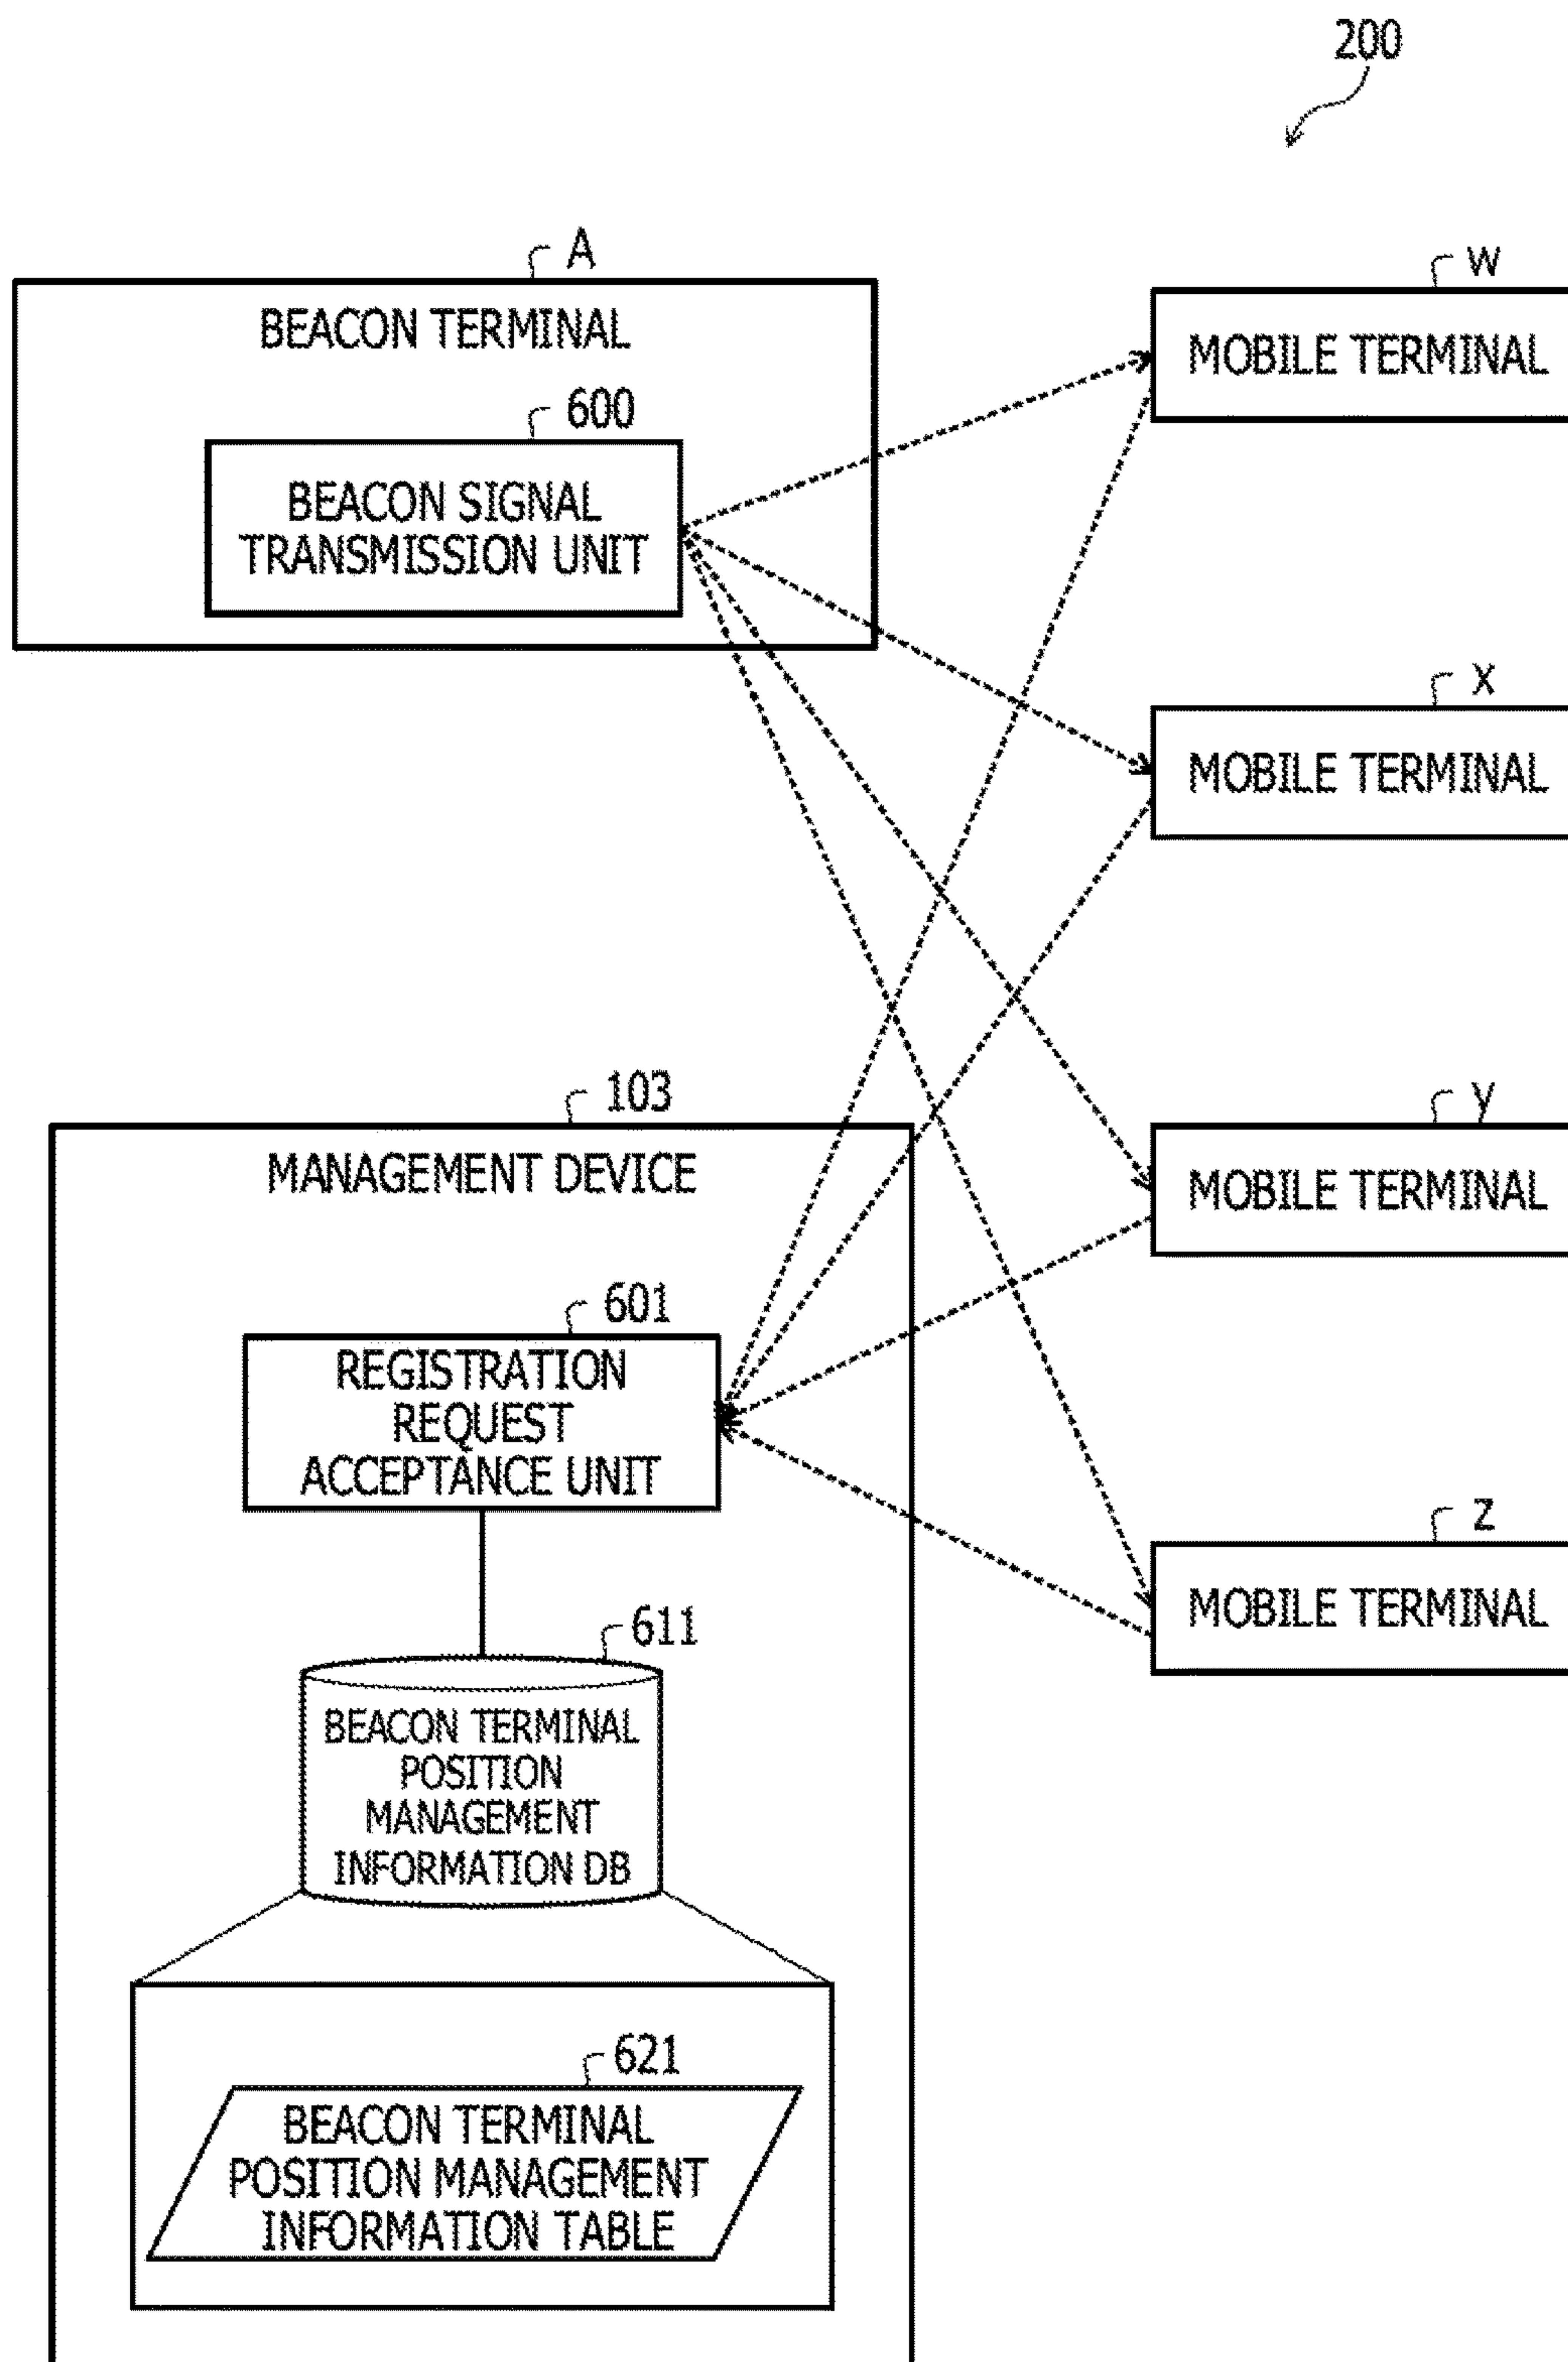 200
A
BEACON TERMINAL
600
BEACON SIGNAL
TRANSMISSION UNIT
w
MOBILE TERMINAL
x
MOBILE TERMINAL
103
MANAGEMENT DEVICE
y
MOBILE TERMINAL
601
REGISTRATION
REQUEST
ACCEPTANCE UNIT
z
MOBILE TERMINAL
611
BEACON TERMINAL
POSITION
MANAGEMENT
INFORMATION DB
621
BEACON TERMINAL
POSITION MANAGEMENT
INFORMATION TABLE